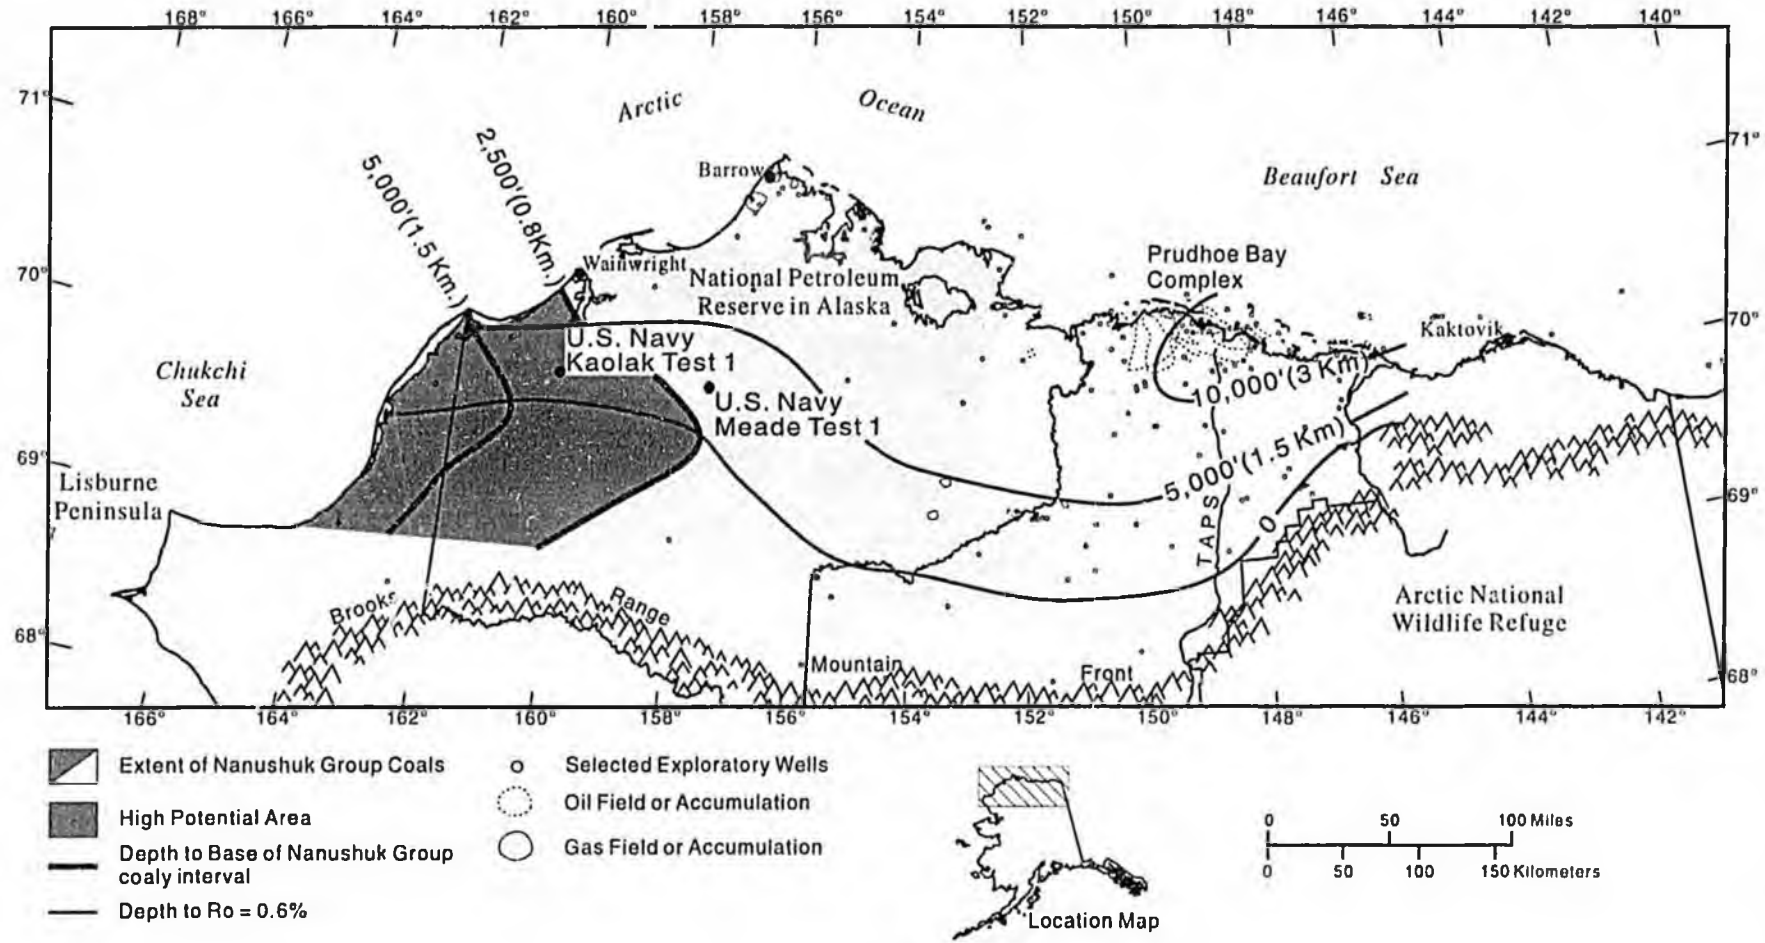 168° 166° 164° 162° 160° 158° 156° 154° 152° 150° 148° 146° 144° 142° 140°
71°
71°
70°
70°
69°
69°
68°
68°
Arctic Ocean
Beaufort Sea
Chukchi
Sea
5,000'(1.5 Km.)
2,500'(0.8Km.)
Barrow
Wainwright
National Petroleum
Reserve in Alaska
Prudhoe Bay
Complex
Kaktovik
U.S. Navy
Kaolak Test 1
U.S. Navy
Meade Test 1
10,000'(3 Km)
5,000'(1.5 Km)
0
TAPS
Lisburne
Peninsula
Brooks Range
Mountain Front
Arctic National
Wildlife Refuge
166° 164° 162° 160° 158° 156° 154° 152° 150° 148° 146° 144° 142°
Extent of Nanushuk Group Coals
High Potential Area
Depth to Base of Nanushuk Group
coaly interval
Depth to Ro = 0.6%
Selected Exploratory Wells
Oil Field or Accumulation
Gas Field or Accumulation
Location Map
0 50 100 Miles
0 50 100 150 Kilometers